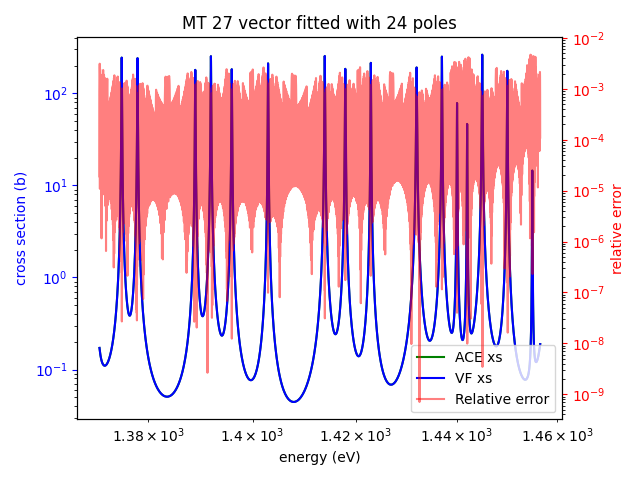 MT 27 vector fitted with 24 poles
10²
10¹
10⁰
10⁻¹
cross section (b)
10⁻²
10⁻³
10⁻⁴
10⁻⁵
10⁻⁶
10⁻⁷
10⁻⁸
10⁻⁹
relative error
ACE xs
VF xs
Relative error
1.38 × 10³ 1.4 × 10³ 1.42 × 10³ 1.44 × 10³ 1.46 × 10³
energy (eV)